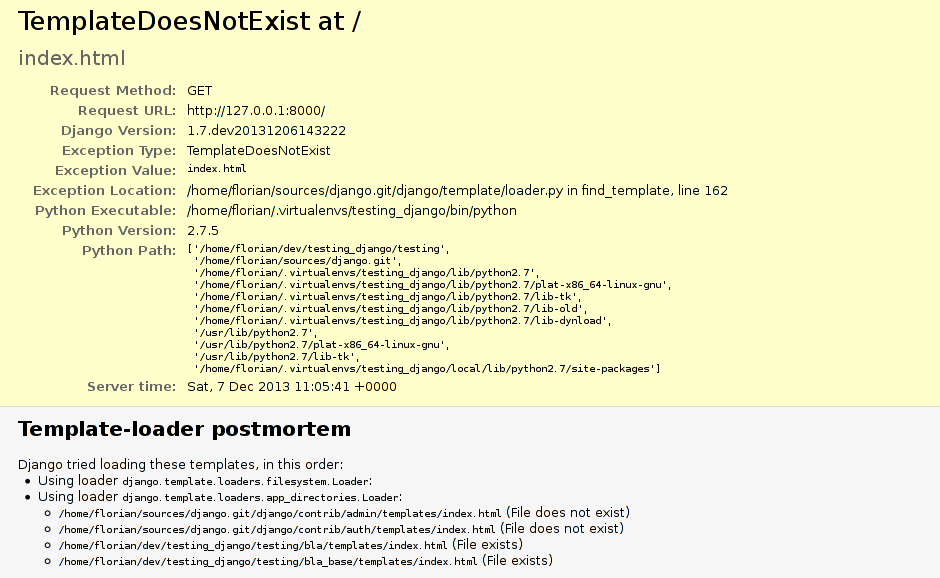 TemplateDoesNotExist at /
index.html
Request Method: GET
Request URL: http://127.0.0.1:8000/
Django Version: 1.7.dev20131206143222
Exception Type: TemplateDoesNotExist
Exception Value: index.html
Exception Location: /home/florian/sources/django.git/django/template/loader.py in find_template, line 162
Python Executable: /home/florian/.virtualenvs/testing_django/bin/python
Python Version: 2.7.5
Python Path: ['/home/florian/dev/testing_django/testing',
'/home/florian/sources/django.git',
'/home/florian/.virtualenvs/testing_django/lib/python2.7',
'/home/florian/.virtualenvs/testing_django/lib/python2.7/plat-x86_64-linux-gnu',
'/home/florian/.virtualenvs/testing_django/lib/python2.7/lib-tk',
'/home/florian/.virtualenvs/testing_django/lib/python2.7/lib-old',
'/home/florian/.virtualenvs/testing_django/lib/python2.7/lib-dynload',
'/usr/lib/python2.7',
'/usr/lib/python2.7/plat-x86_64-linux-gnu',
'/usr/lib/python2.7/lib-tk',
'/home/florian/.virtualenvs/testing_django/local/lib/python2.7/site-packages']
Server time: Sat, 7 Dec 2013 11:05:41 +0000
Template-loader postmortem
Django tried loading these templates, in this order:
• Using loader django.template.loaders.filesystem.Loader:
• Using loader django.template.loaders.app_directories.Loader:
◦ /home/florian/sources/django.git/django/contrib/admin/templates/index.html (File does not exist)
◦ /home/florian/sources/django.git/django/contrib/auth/templates/index.html (File does not exist)
◦ /home/florian/dev/testing_django/testing/bla/templates/index.html (File exists)
◦ /home/florian/dev/testing_django/testing/bla_base/templates/index.html (File exists)